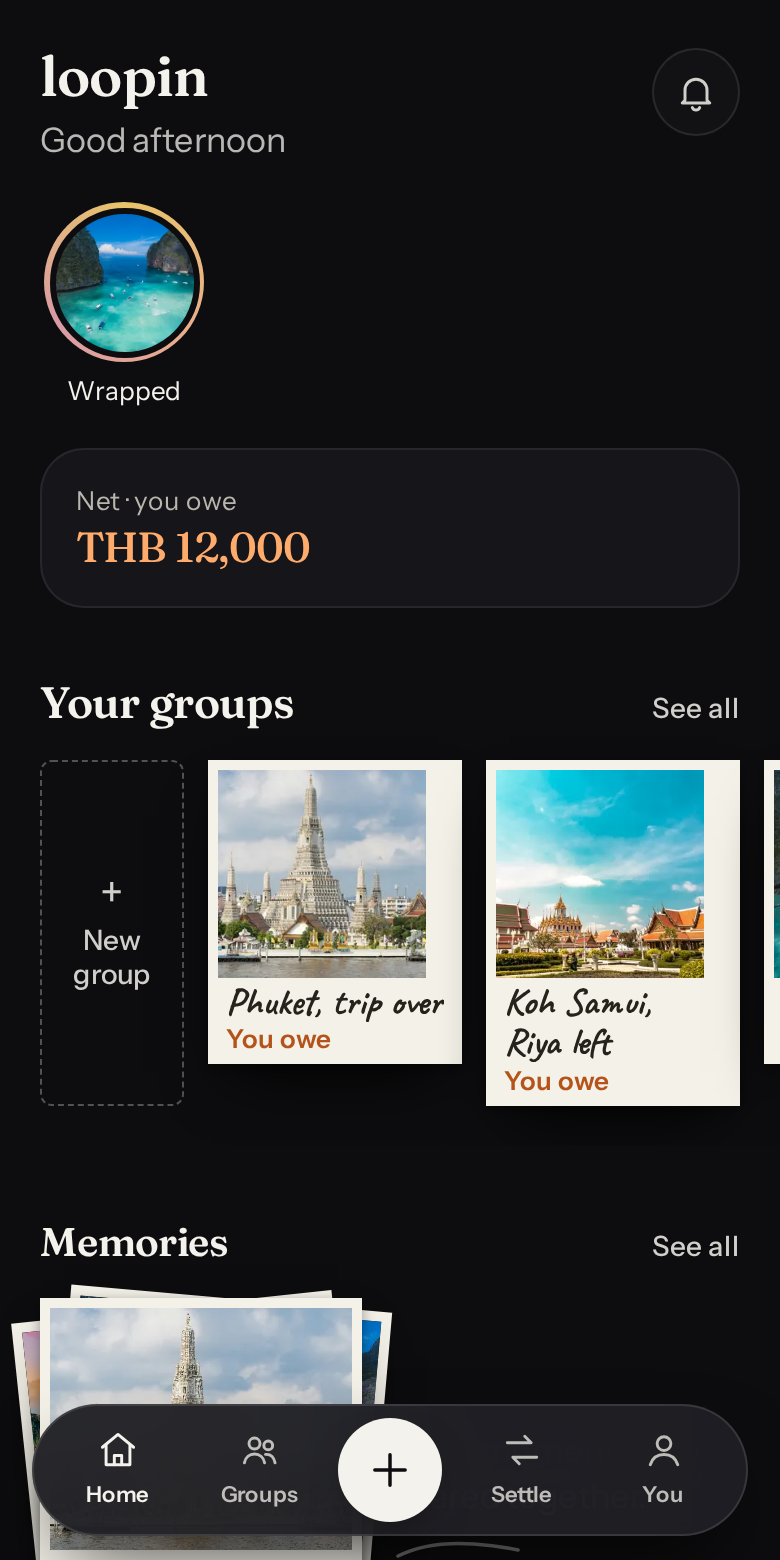 loopin
Good afternoon
Wrapped
Net · you owe
THB 12,000
Your groups
See all
+
New
group
Phuket, trip over
You owe
Koh Samui,
Riya left
You owe
Memories
See all
Home
Groups
Settle
You